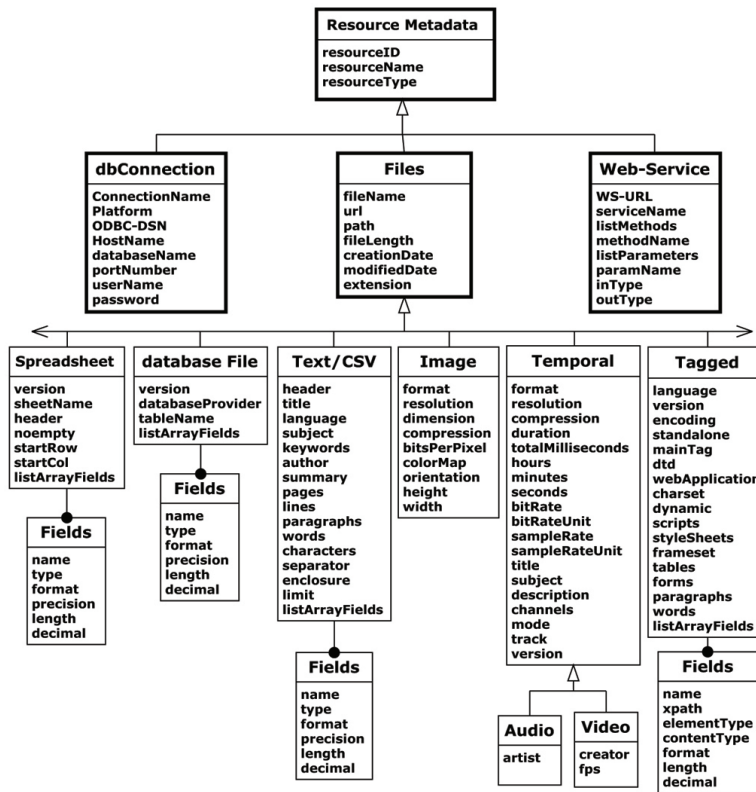 Resource Metadata
resourceID
resourceName
resourceType
dbConnection
ConnectionName
Platform
ODBC-DSN
HostName
databaseName
portNumber
userName
password
Files
fileName
url
path
fileLength
creationDate
modifiedDate
extension
Web-Service
WS-URL
serviceName
listMethods
methodName
listParameters
paramName
inType
outType
Spreadsheet
version
sheetName
header
noempty
startRow
startCol
listArrayFields
Fields
name
type
format
precision
length
decimal
database File
version
databaseProvider
tableName
listArrayFields
Fields
name
type
format
precision
length
decimal
Text/CSV
header
title
language
subject
keywords
author
summary
pages
lines
paragraphs
words
characters
separator
enclosure
limit
listArrayFields
Fields
name
type
format
precision
length
decimal
Image
format
resolution
dimension
compression
bitsPerPixel
colorMap
orientation
height
width
Temporal
format
resolution
compression
duration
totalMilliseconds
hours
minutes
seconds
bitRate
bitRateUnit
sampleRate
sampleRateUnit
title
subject
description
channels
mode
track
version
Audio
artist
Video
creator
fps
Tagged
language
version
encoding
standalone
mainTag
dtd
webApplication
charset
dynamic
scripts
styleSheets
frameset
tables
forms
paragraphs
words
listArrayFields
Fields
name
xpath
elementType
contentType
format
length
decimal